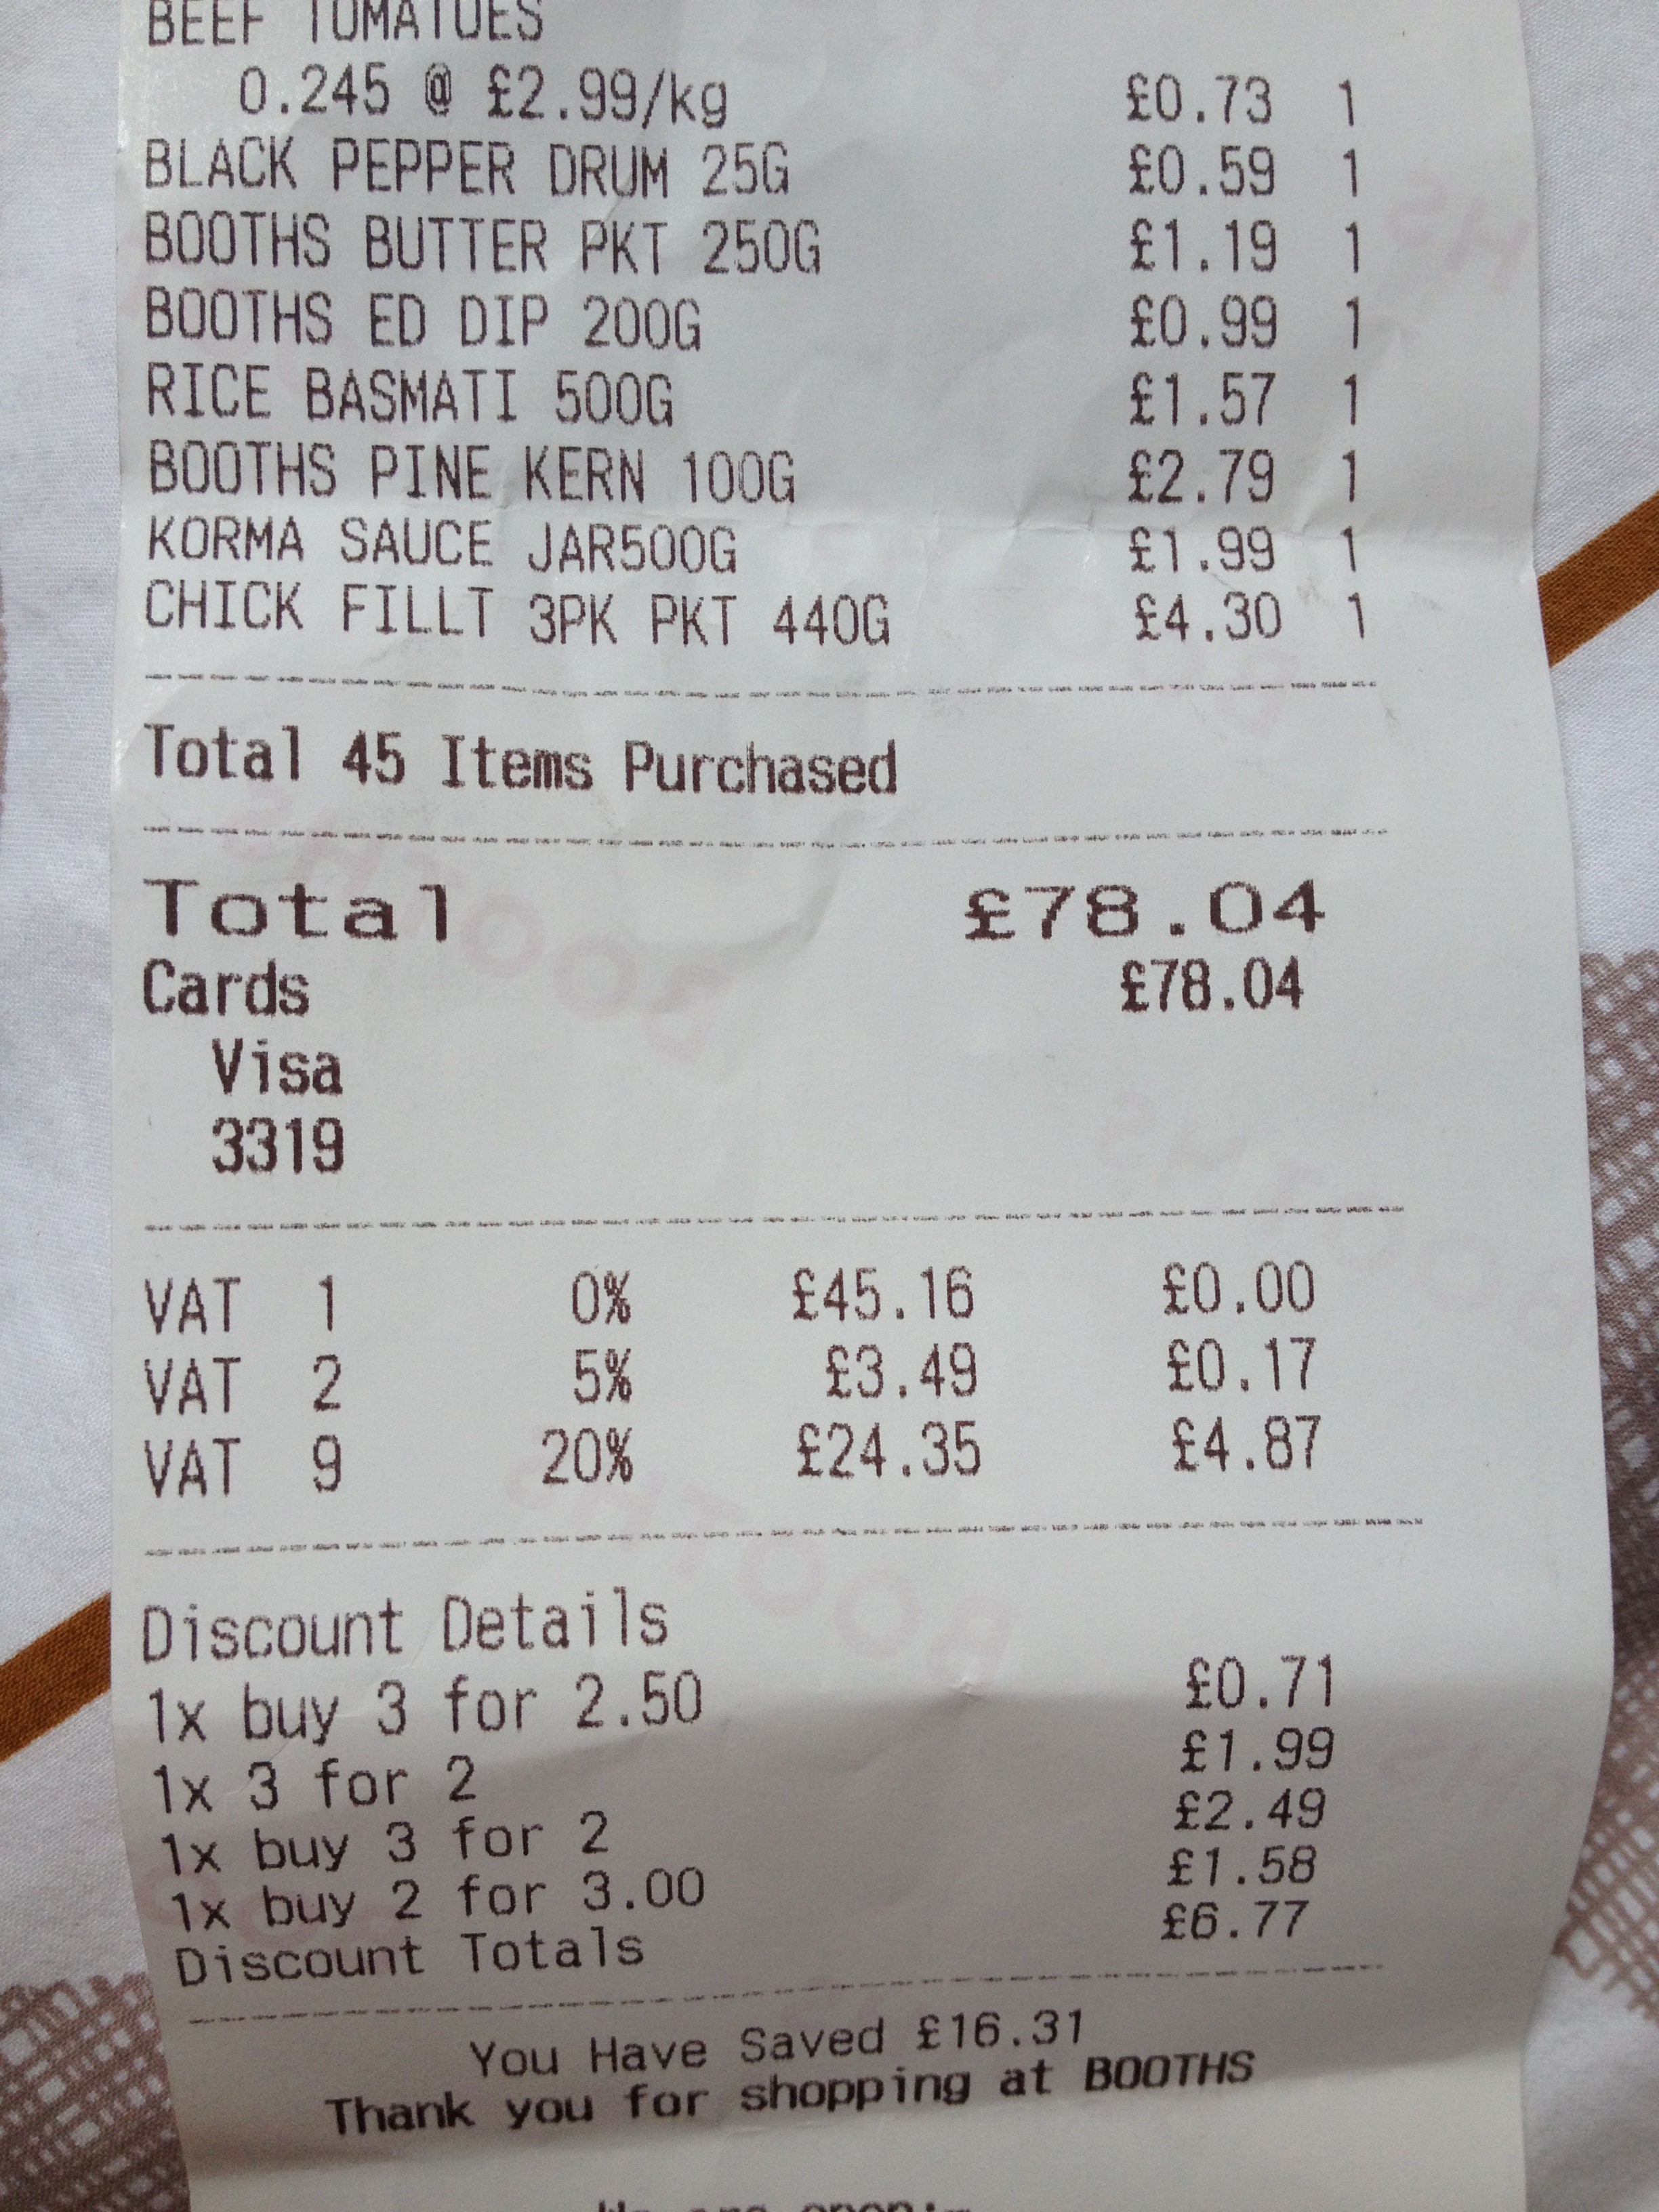 BEEF TOMATOES
0.245 @ £2.99/kg £0.73 1
BLACK PEPPER DRUM 25G £0.59 1
BOOTHS BUTTER PKT 250G £1.19 1
BOOTHS ED DIP 200G £0.99 1
RICE BASMATI 500G £1.57 1
BOOTHS PINE KERN 100G £2.79 1
KORMA SAUCE JAR500G £1.99 1
CHICK FILLT 3PK PKT 440G £4.30 1
Total 45 Items Purchased
Total £78.04
Cards £78.04
Visa
3319
VAT 1 0% £45.16 £0.00
VAT 2 5% £3.49 £0.17
VAT 9 20% £24.35 £4.87
Discount Details
1x buy 3 for 2.50 £0.71
1x 3 for 2 £1.99
1x buy 3 for 2 £2.49
1x buy 2 for 3.00 £1.58
Discount Totals £6.77
You Have Saved £16.31
Thank you for shopping at BOOTHS